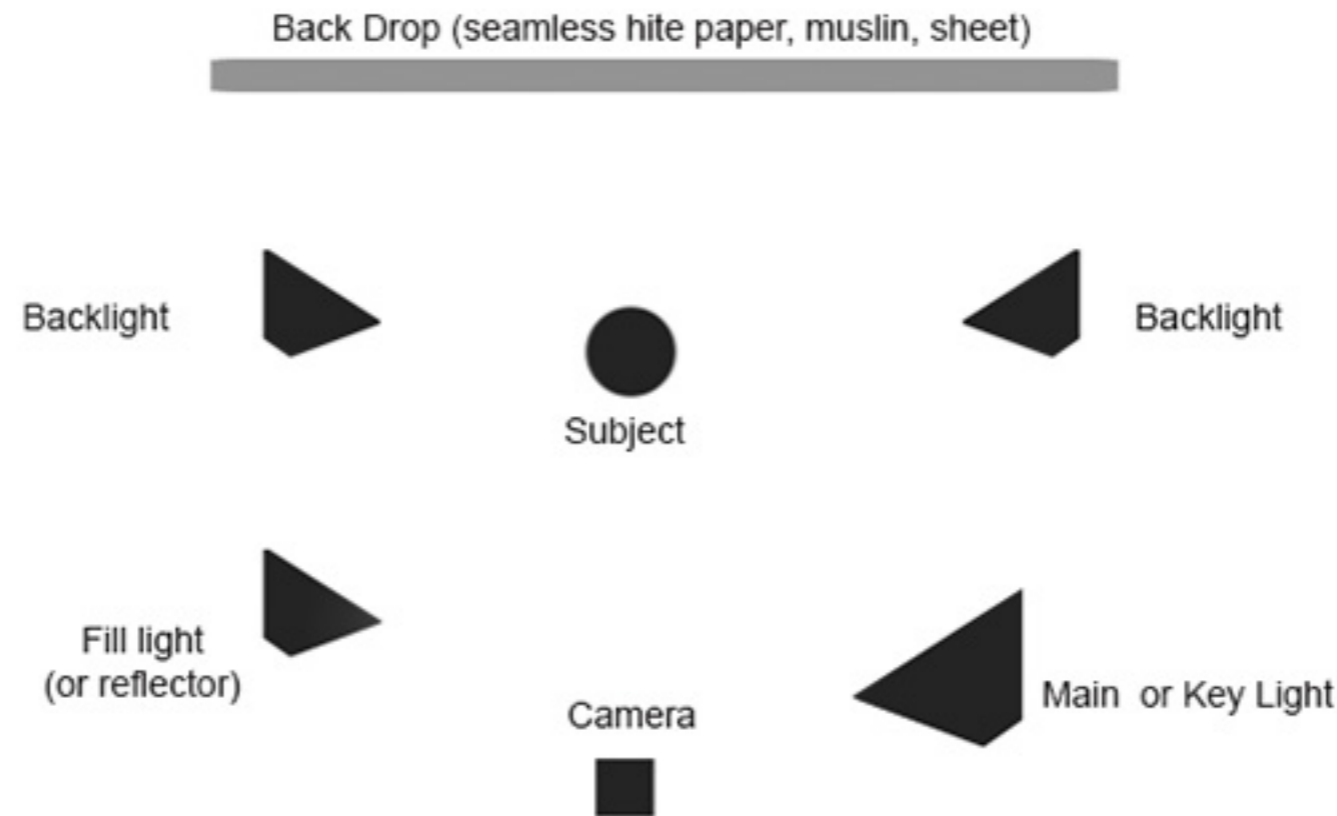 Back Drop (seamless hite paper, muslin, sheet)
Backlight
Backlight
Subject
Fill light
(or reflector)
Main or Key Light
Camera